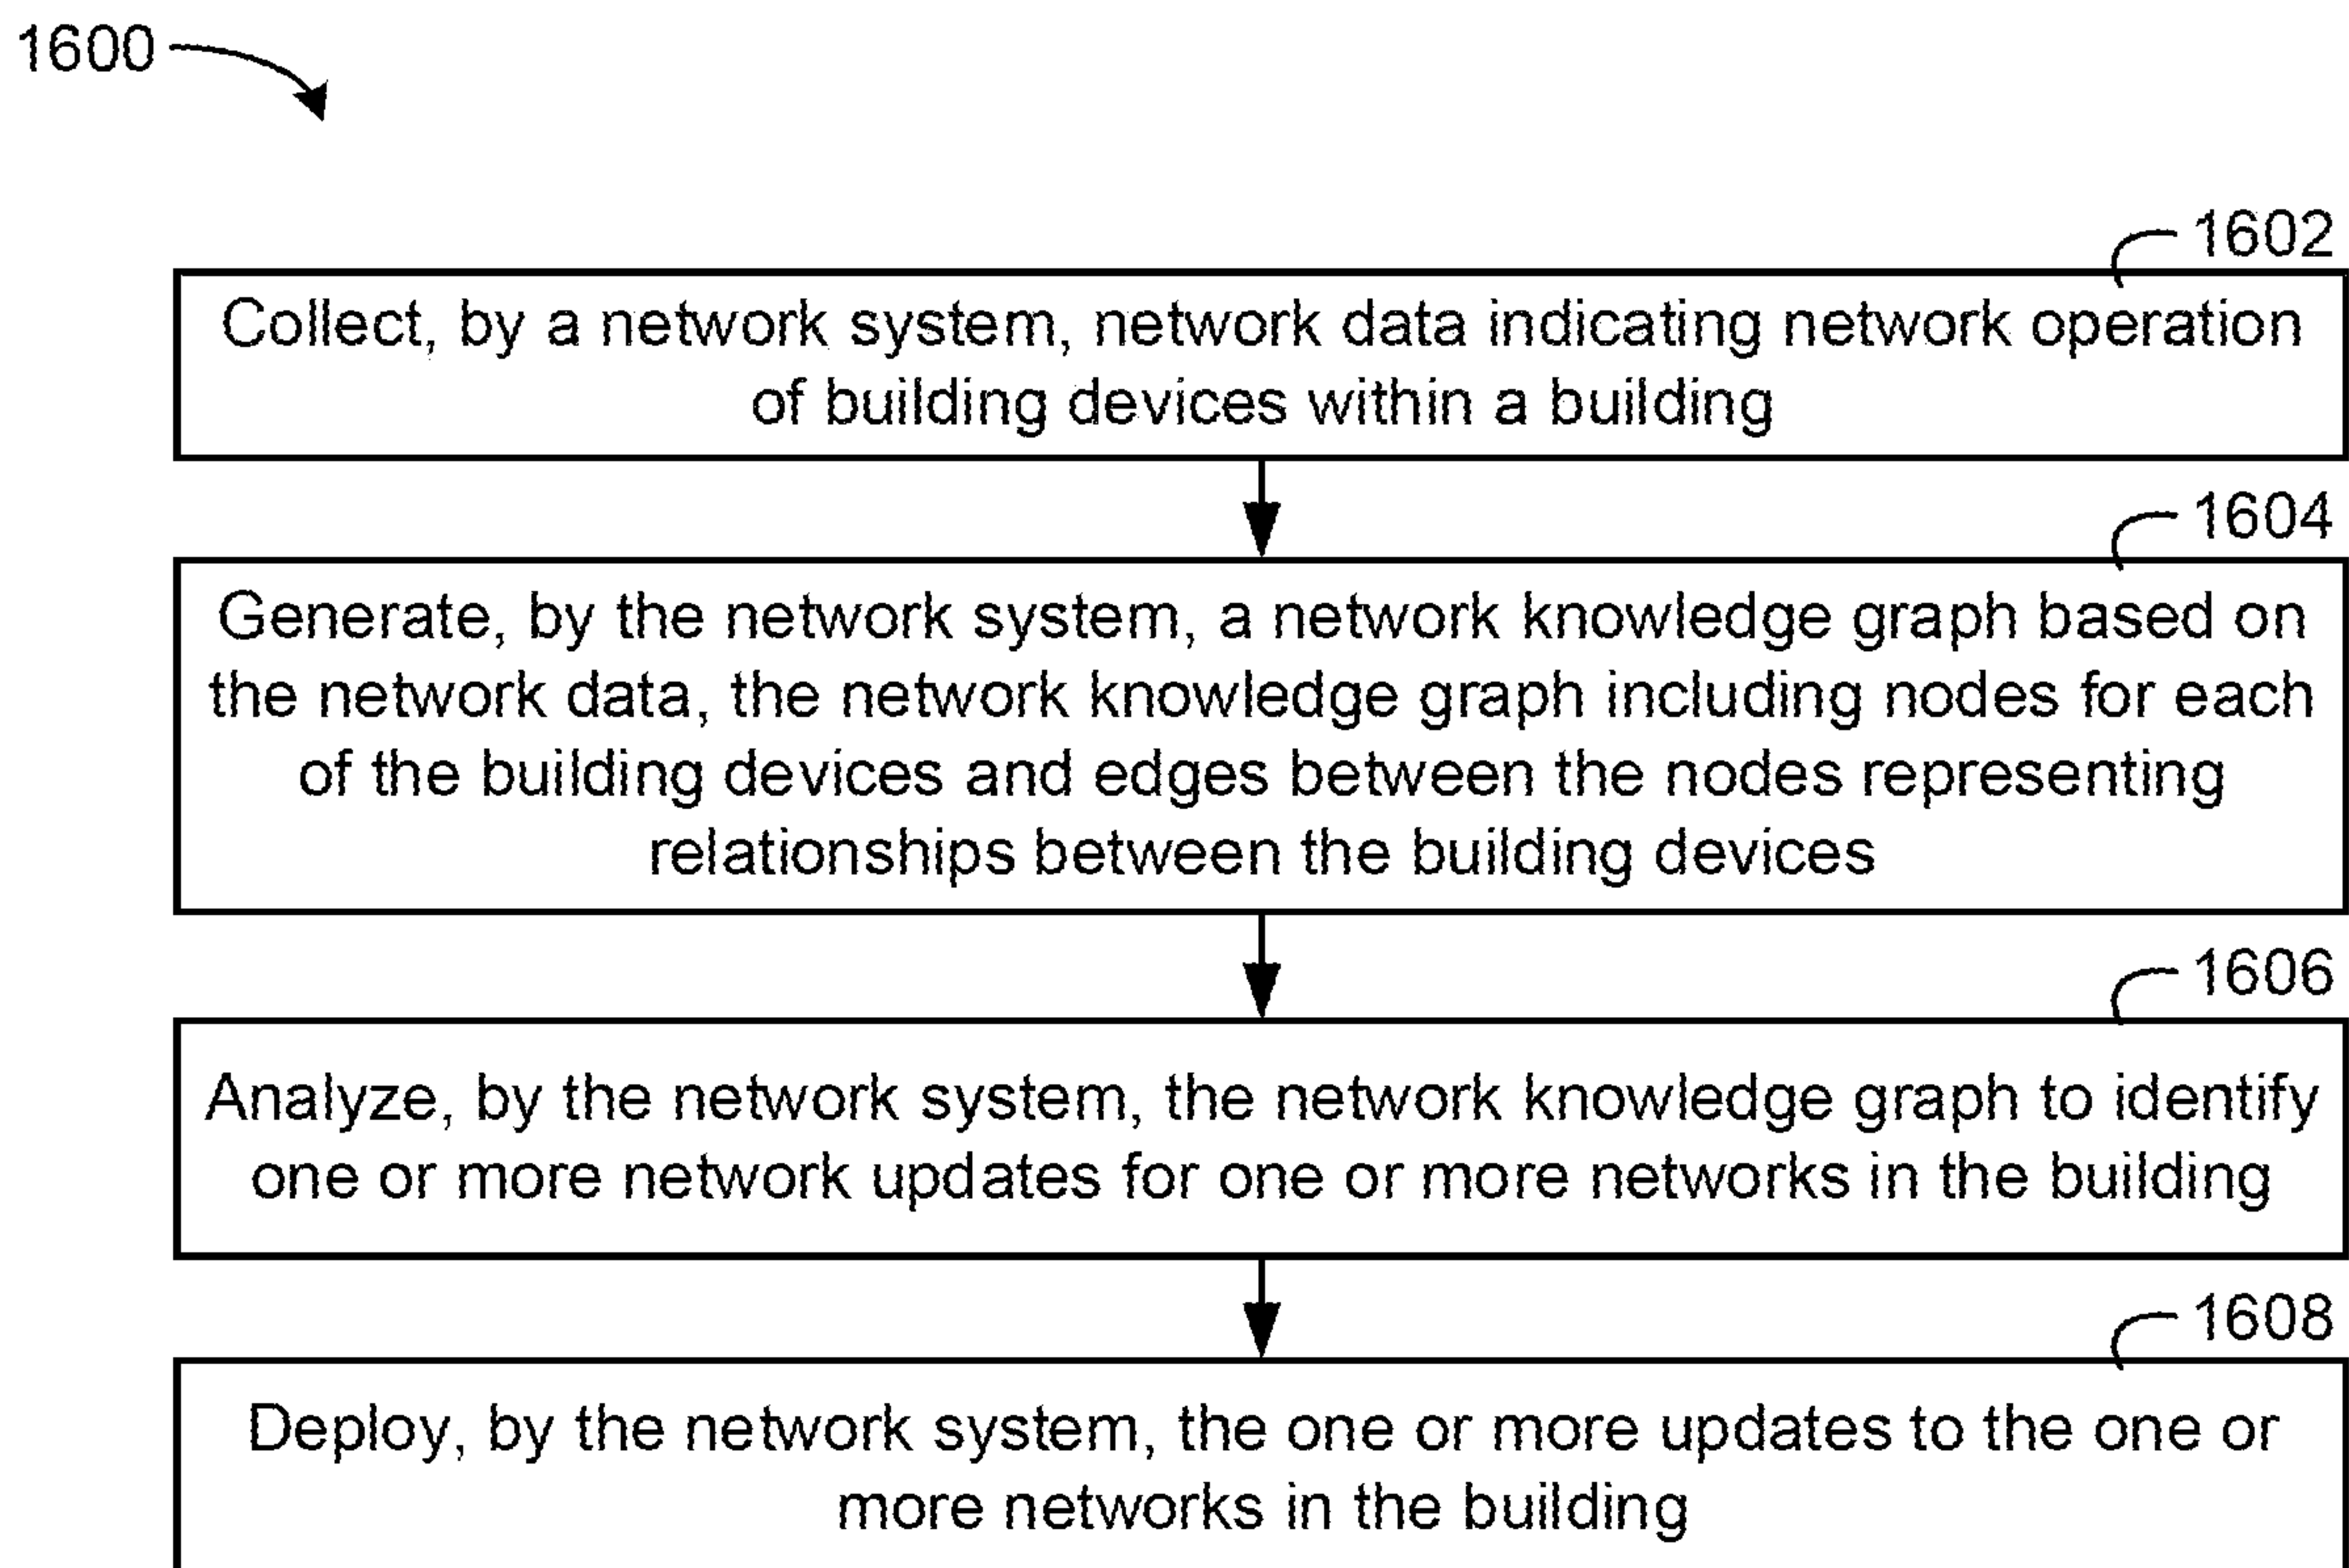 1600
1602
Collect, by a network system, network data indicating network operation
of building devices within a building
1604
Generate, by the network system, a network knowledge graph based on
the network data, the network knowledge graph including nodes for each
of the building devices and edges between the nodes representing
relationships between the building devices
1606
Analyze, by the network system, the network knowledge graph to identify
one or more network updates for one or more networks in the building
1608
Deploy, by the network system, the one or more updates to the one or
more networks in the building